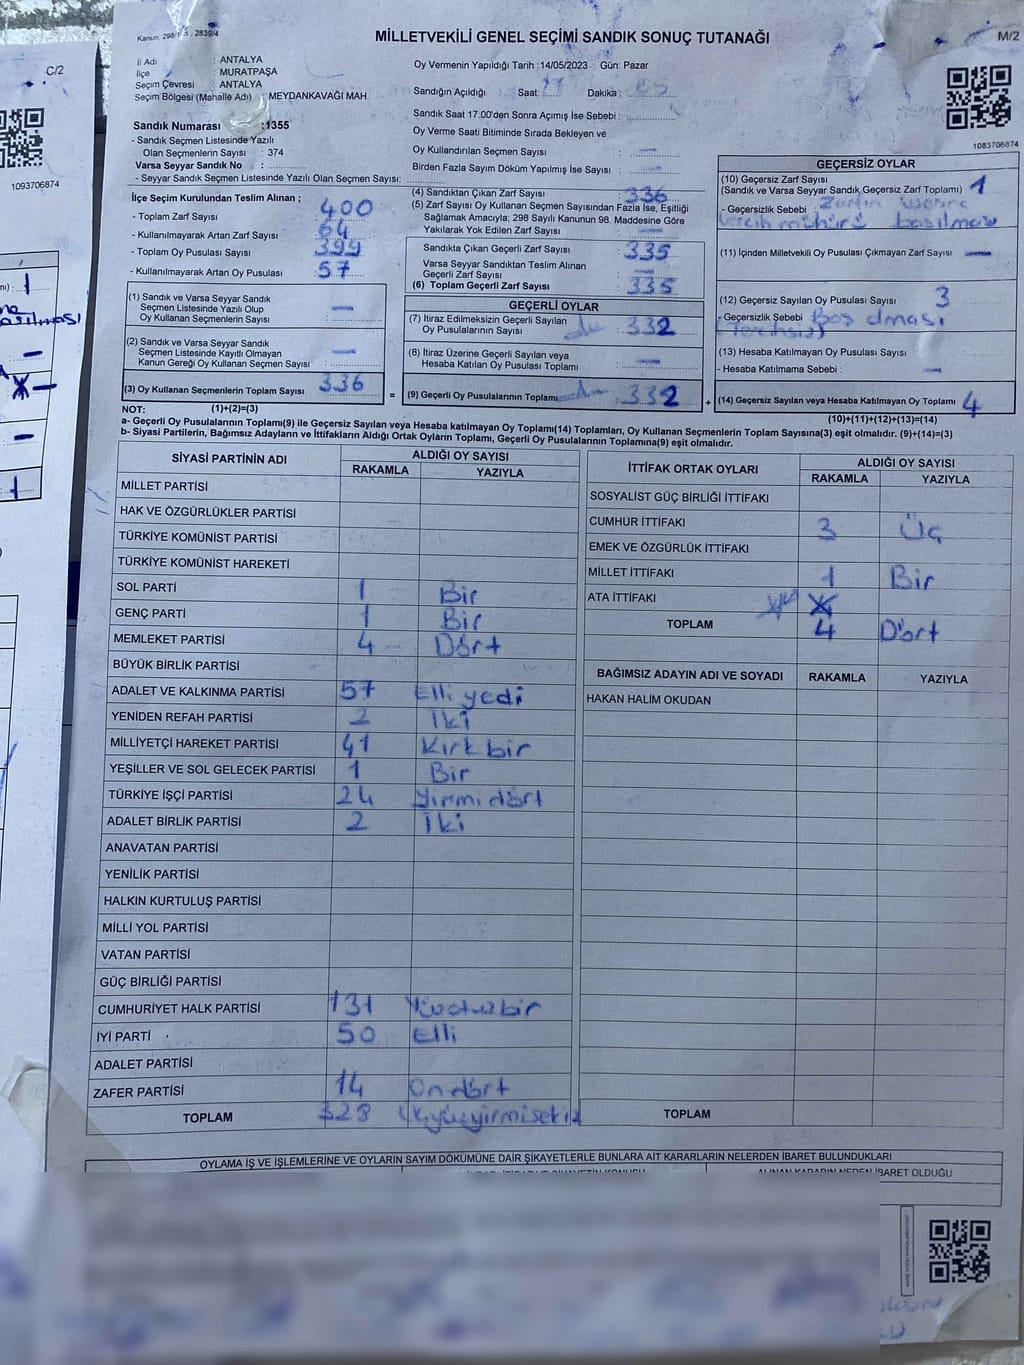 Kanun: 298/1
2839/4
MİLLETVEKİLİ GENEL SEÇİMİ SANDIK SONUÇ TUTANAĞI
M/2
C/2
İl Adı : ANTALYA
İlçe : MURATPAŞA
Seçim Çevresi : ANTALYA
Seçim Bölgesi (Mahalle Adı) : MEYDANKAVAĞI MAH.
Sandık Numarası :1355
- Sandık Seçmen Listesinde Yazılı
Olan Seçmenlerin Sayısı : 374
Varsa Seyyar Sandık No :
- Seyyar Sandık Seçmen Listesinde Yazılı Olan Seçmen Sayısı:
Oy Vermenin Yapıldığı Tarih :14/05/2023 Gün: Pazar
Sandığın Açıldığı Saat: Dakika :
Sandık Saat 17:00'den Sonra Açımış İse Sebebi :
Oy Verme Saati Bitiminde Sırada Bekleyen ve
Oy Kullandırılan Seçmen Sayısı : —
Birden Fazla Sayım Döküm Yapılmış İse Sayısı : —
1083706874
1093706874
İlçe Seçim Kurulundan Teslim Alınan ;
- Toplam Zarf Sayısı : 400
- Kullanılmayarak Artan Zarf Sayısı : 64
- Toplam Oy Pusulası Sayısı : 399
- Kullanılmayarak Artan Oy Pusulası : 57
(1) Sandık ve Varsa Seyyar Sandık
Seçmen Listesinde Yazılı Olup
Oy Kullanan Seçmenlerin Sayısı : —
(2) Sandık ve Varsa Seyyar Sandık
Seçmen Listesinde Kayıtlı Olmayan
Kanun Gereği Oy Kullanan Seçmen Sayısı : —
(3) Oy Kullanan Seçmenlerin Toplam Sayısı 336
(4) Sandıktan Çıkan Zarf Sayısı 336
(5) Zarf Sayısı Oy Kullanan Seçmen Sayısından Fazla İse, Eşitliği
Sağlamak Amacıyla; 298 Sayılı Kanunun 98. Maddesine Göre
Yakılarak Yok Edilen Zarf Sayısı : —
Sandıkta Çıkan Geçerli Zarf Sayısı : 335
Varsa Seyyar Sandıktan Teslim Alınan
Geçerli Zarf Sayısı : —
(6) Toplam Geçerli Zarf Sayısı : 335
GEÇERLİ OYLAR
(7) İtiraz Edilmeksizin Geçerli Sayılan
Oy Pusulalarının Sayısı : 332
(8) İtiraz Üzerine Geçerli Sayılan veya
Hesaba Katılan Oy Pusulası Toplamı : —
= (9) Geçerli Oy Pusulalarının Toplamı 332 +
GEÇERSİZ OYLAR
(10) Geçersiz Zarf Sayısı
(Sandık ve Varsa Seyyar Sandık Geçersiz Zarf Toplamı) : 1
- Geçersizlik Sebebi : Zarfın üzerine
tercih mührü basılması
(11) İçinden Milletvekili Oy Pusulası Çıkmayan Zarf Sayısı : —
(12) Geçersiz Sayılan Oy Pusulası Sayısı : 3
- Geçersizlik Sebebi : Boş olması
(Tercihsiz)
(13) Hesaba Katılmayan Oy Pusulası Sayısı
- Hesaba Katılmama Sebebi : —
(14) Geçersiz Sayılan veya Hesaba Katılmayan Oy Toplamı 4
NOT: (1)+(2)=(3)
(10)+(11)+(12)+(13)=(14)
a- Geçerli Oy Pusulalarının Toplamı(9) ile Geçersiz Sayılan veya Hesaba katılmayan Oy Toplamı(14) Toplamları, Oy Kullanan Seçmenlerin Toplam Sayısına(3) eşit olmalıdır. (9)+(14)=(3)
b- Siyasi Partilerin, Bağımsız Adayların ve İttifakların Aldığı Ortak Oyların Toplamı, Geçerli Oy Pusulalarının Toplamına(9) eşit olmalıdır.
SİYASİ PARTİNİN ADI ALDIĞI OY SAYISI
RAKAMLA YAZIYLA
MİLLET PARTİSİ
HAK VE ÖZGÜRLÜKLER PARTİSİ
TÜRKİYE KOMÜNİST PARTİSİ
TÜRKİYE KOMÜNİST HAREKETİ
SOL PARTİ 1 Bir
GENÇ PARTİ 1 Bir
MEMLEKET PARTİSİ 4 Dört
BÜYÜK BİRLİK PARTİSİ
ADALET VE KALKINMA PARTİSİ 57 Elli yedi
YENİDEN REFAH PARTİSİ 2 İki
MİLLİYETÇİ HAREKET PARTİSİ 41 Kırk bir
YEŞİLLER VE SOL GELECEK PARTİSİ 1 Bir
TÜRKİYE İŞÇİ PARTİSİ 24 Yirmi dört
ADALET BİRLİK PARTİSİ 2 İki
ANAVATAN PARTİSİ
YENİLİK PARTİSİ
HALKIN KURTULUŞ PARTİSİ
MİLLİ YOL PARTİSİ
VATAN PARTİSİ
GÜÇ BİRLİĞİ PARTİSİ
CUMHURİYET HALK PARTİSİ 131 Yüzotuzbir
İYİ PARTİ 50 Elli
ADALET PARTİSİ
ZAFER PARTİSİ 14 Ondört
TOPLAM 328 Üçyüzyirmisekiz
İTTİFAK ORTAK OYLARI ALDIĞI OY SAYISI
RAKAMLA YAZIYLA
SOSYALİST GÜÇ BİRLİĞİ İTTİFAKI
CUMHUR İTTİFAKI 3 Üç
EMEK VE ÖZGÜRLÜK İTTİFAKI
MİLLET İTTİFAKI 1 Bir
ATA İTTİFAKI
TOPLAM 4 Dört
BAĞIMSIZ ADAYIN ADI VE SOYADI RAKAMLA YAZIYLA
HAKAN HALİM OKUDAN
TOPLAM
OYLAMA İŞ VE İŞLEMLERİNE VE OYLARIN SAYIM DÖKÜMÜNE DAİR ŞİKAYETLERLE BUNLARA AİT KARARLARIN NELERDEN İBARET BULUNDUKLARI
ALINAN KARARIN NEDEN İBARET OLDUĞU